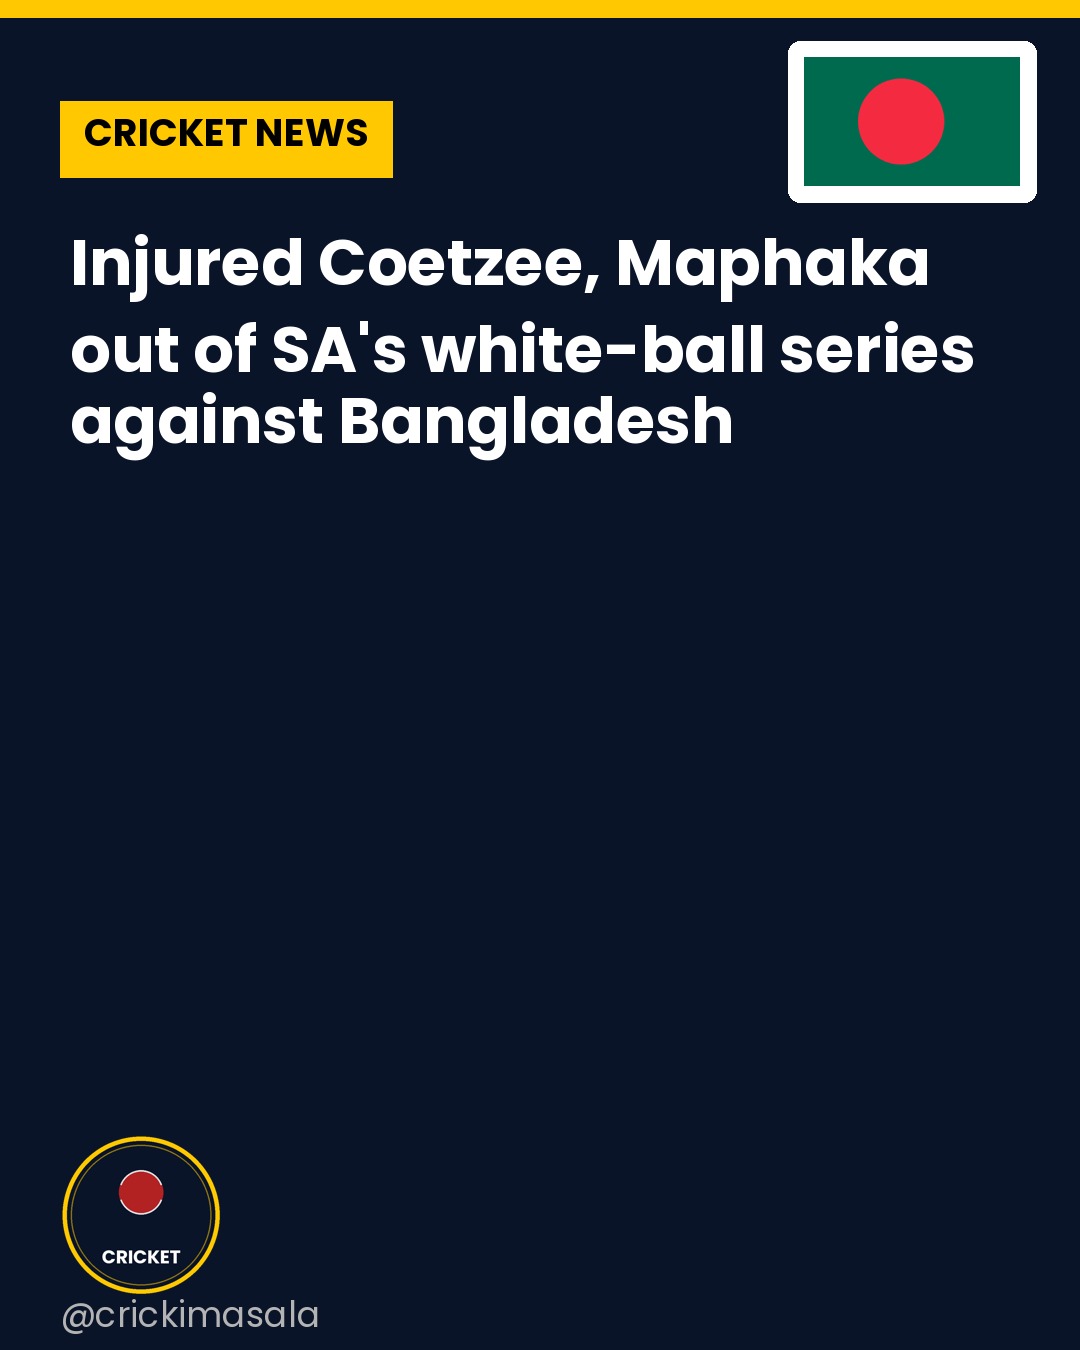 CRICKET NEWS
Injured Coetzee, Maphaka
out of SA's white-ball series
against Bangladesh
CRICKET
@crickimasala